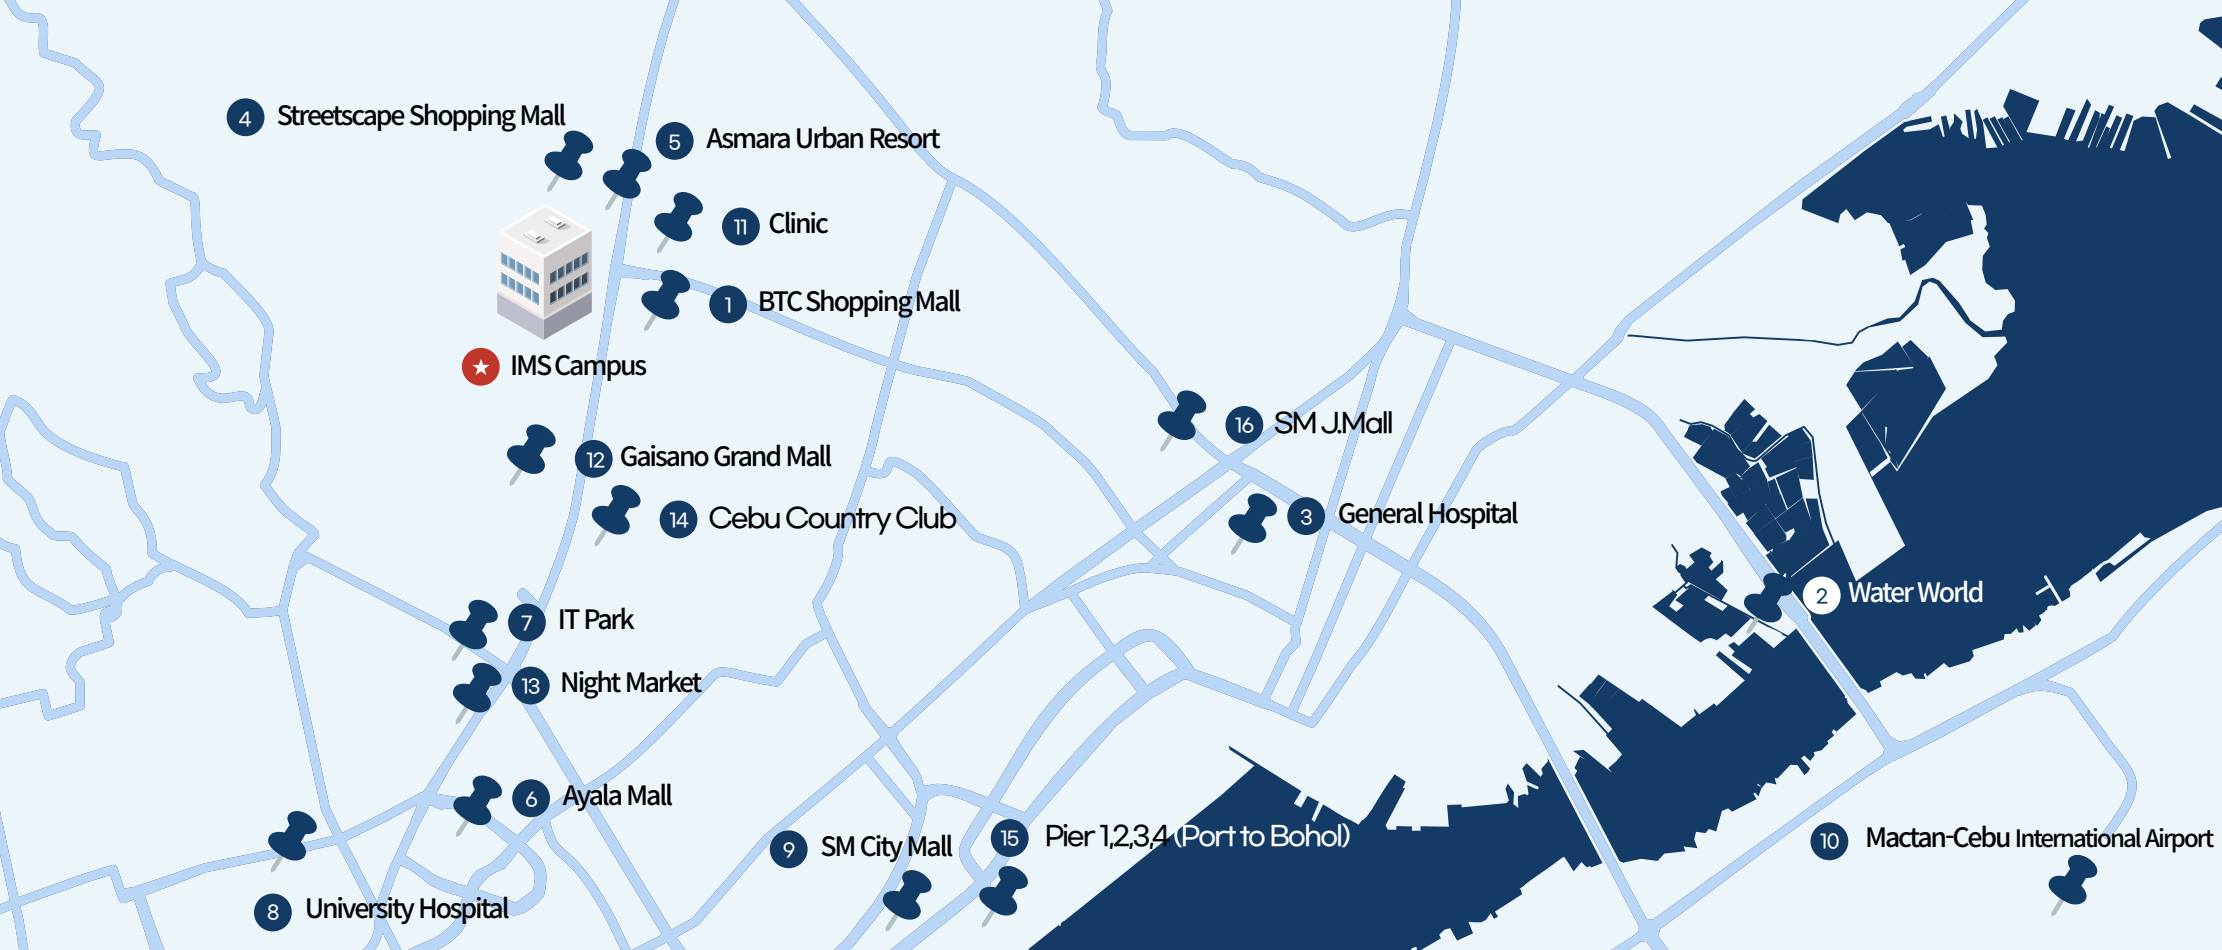 4 Streetscape Shopping Mall
5 Asmara Urban Resort
11 Clinic
1 BTC Shopping Mall
IMS Campus
16 SM J.Mall
12 Gaisano Grand Mall
14 Cebu Country Club
3 General Hospital
2 Water World
7 IT Park
13 Night Market
6 Ayala Mall
9 SM City Mall
15 Pier 1,2,3,4 (Port to Bohol)
10 Mactan-Cebu International Airport
8 University Hospital